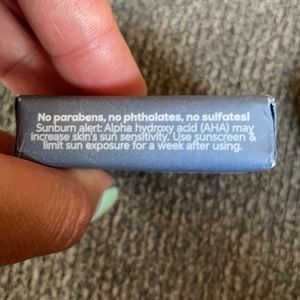 No parabens, no phthalates, no sulfates!
Sunburn alert: Alpha hydroxy acid (AHA) may
increase skin's sun sensitivity. Use sunscreen &
limit sun exposure for a week after using.